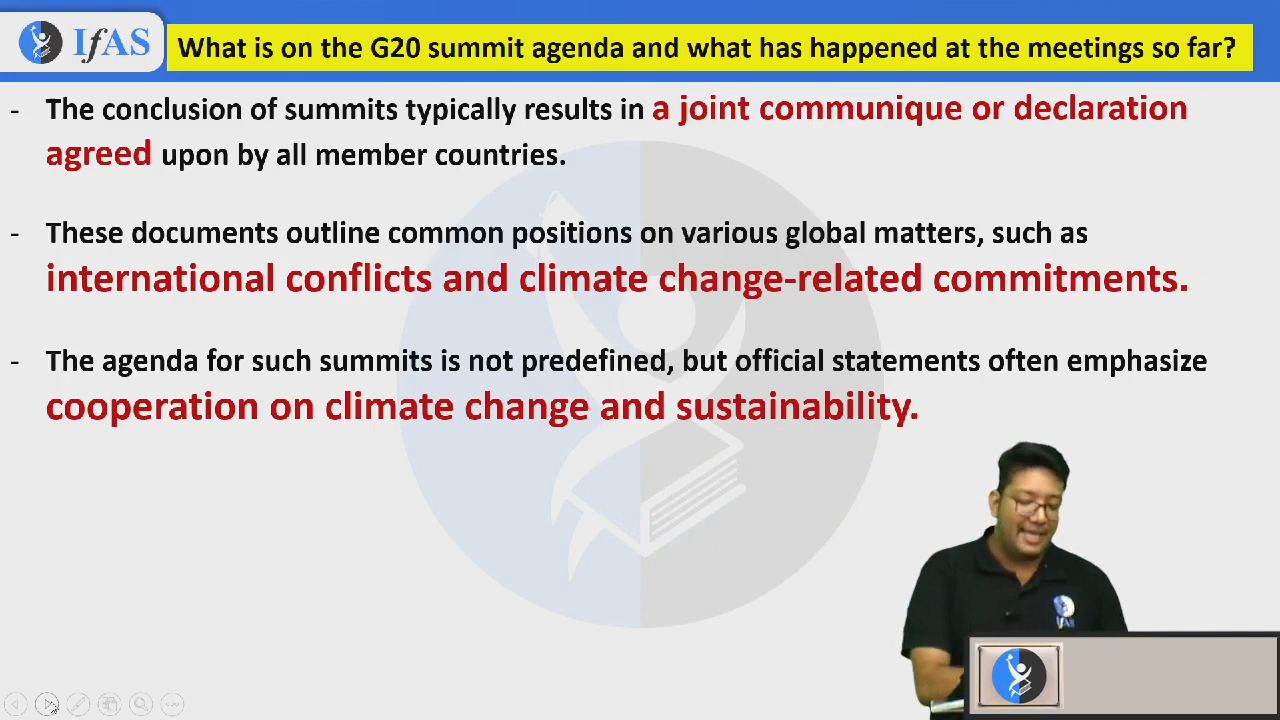 IfAS
What is on the G20 summit agenda and what has happened at the meetings so far?
- The conclusion of summits typically results in a joint communique or declaration
agreed upon by all member countries.
- These documents outline common positions on various global matters, such as
international conflicts and climate change-related commitments.
- The agenda for such summits is not predefined, but official statements often emphasize
cooperation on climate change and sustainability.
IfAS